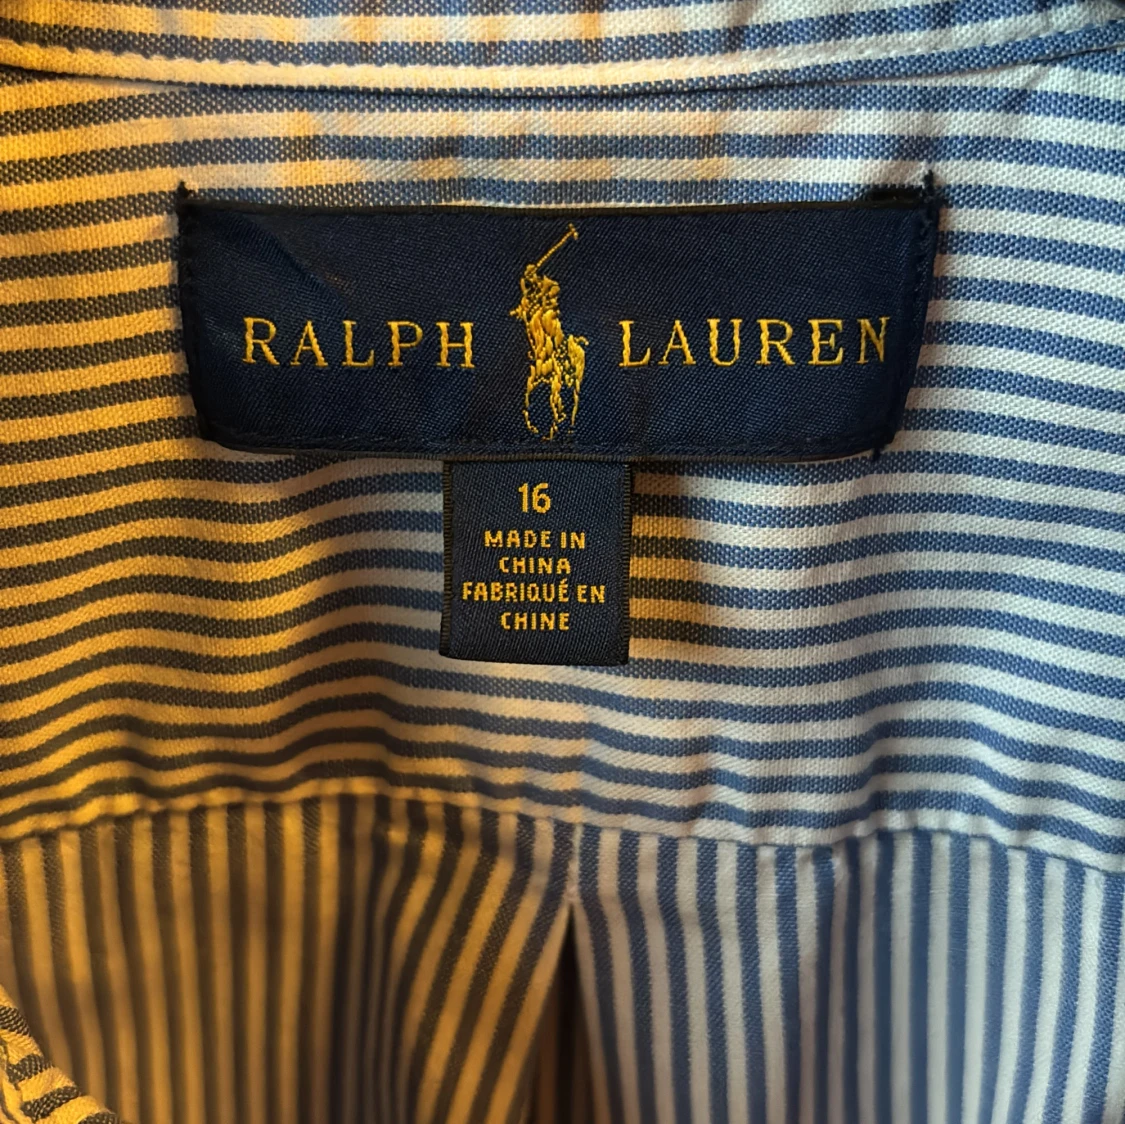 RALPH LAUREN
16
MADE IN
CHINA
FABRIQUÉ EN
CHINE